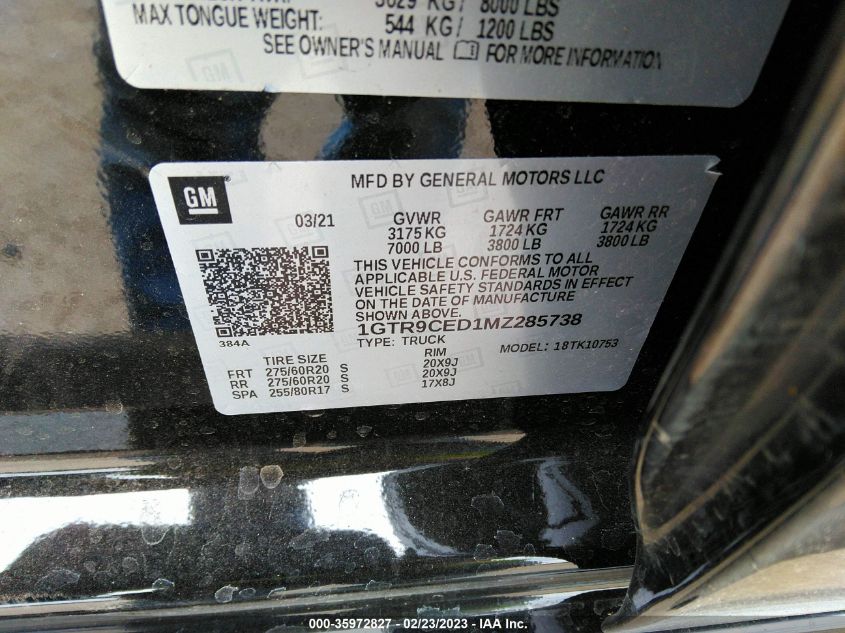 3629 KG / 8000 LBS
MAX TONGUE WEIGHT: 544 KG / 1200 LBS
SEE OWNER'S MANUAL FOR MORE INFORMATION
GM
MFD BY GENERAL MOTORS LLC
03/21 GVWR GAWR FRT GAWR RR
3175 KG 1724 KG 1724 KG
7000 LB 3800 LB 3800 LB
THIS VEHICLE CONFORMS TO ALL
APPLICABLE U.S. FEDERAL MOTOR
VEHICLE SAFETY STANDARDS IN EFFECT
ON THE DATE OF MANUFACTURE
SHOWN ABOVE.
384A
1GTR9CED1MZ285738
TYPE: TRUCK MODEL: 18TK10753
TIRE SIZE RIM
FRT 275/60R20 S 20X9J
RR 275/60R20 S 20X9J
SPA 255/80R17 S 17X8J
000-35972827 - 02/23/2023 - IAA Inc.